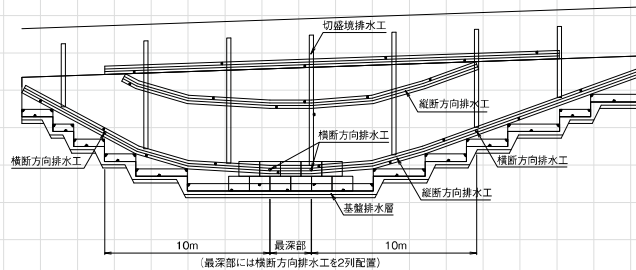 切盛境排水工
縦断方向排水工
横断方向排水工
横断方向排水工
横断方向排水工
縦断方向排水工
基盤排水層
10m
最深部
10m
(最深部には横断方向排水工を2列配置)